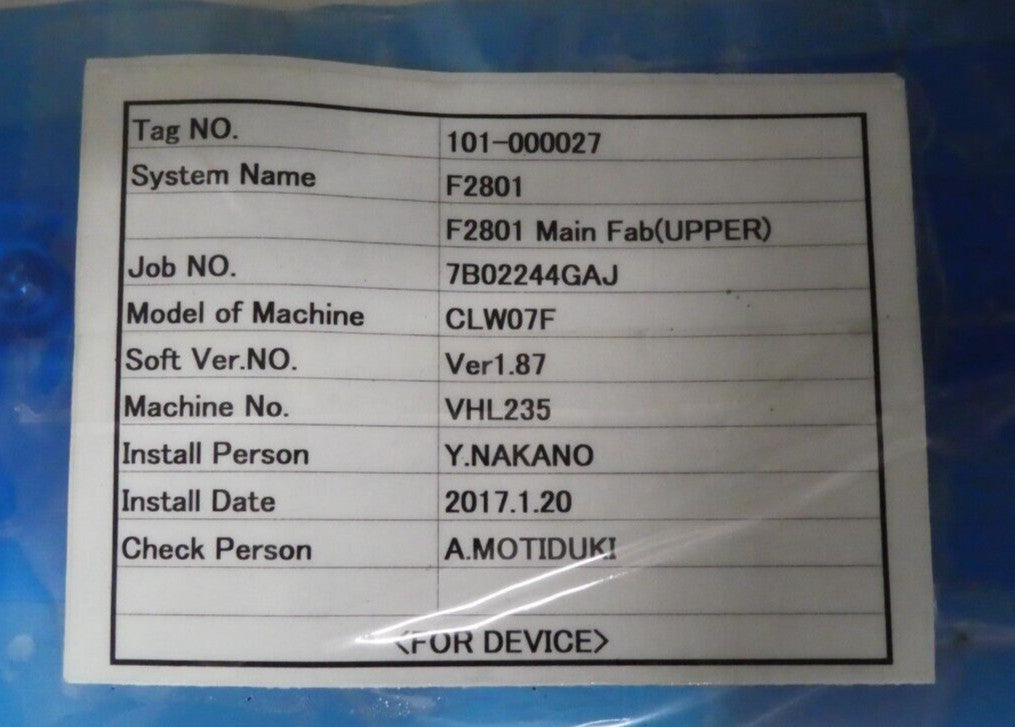 Tag NO. 101-000027
System Name F2801
F2801 Main Fab(UPPER)
Job NO. 7B02244GAJ
Model of Machine CLW07F
Soft Ver.NO. Ver1.87
Machine No. VHL235
Install Person Y.NAKANO
Install Date 2017.1.20
Check Person A.MOTIDUKI
<FOR DEVICE>